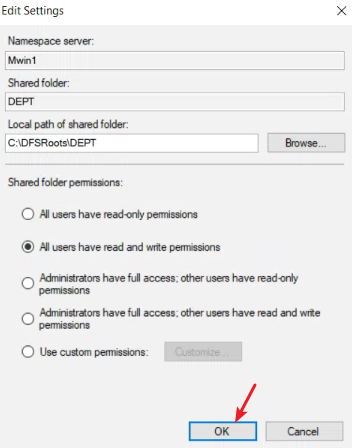 Edit Settings
Namespace server:
Mwin1
Shared folder:
DEPT
Local path of shared folder:
C:\DFSRoots\DEPT
Browse...
Shared folder permissions:
All users have read-only permissions
All users have read and write permissions
Administrators have full access; other users have read-only
permissions
Administrators have full access; other users have read and write
permissions
Use custom permissions:
Customize...
OK
Cancel